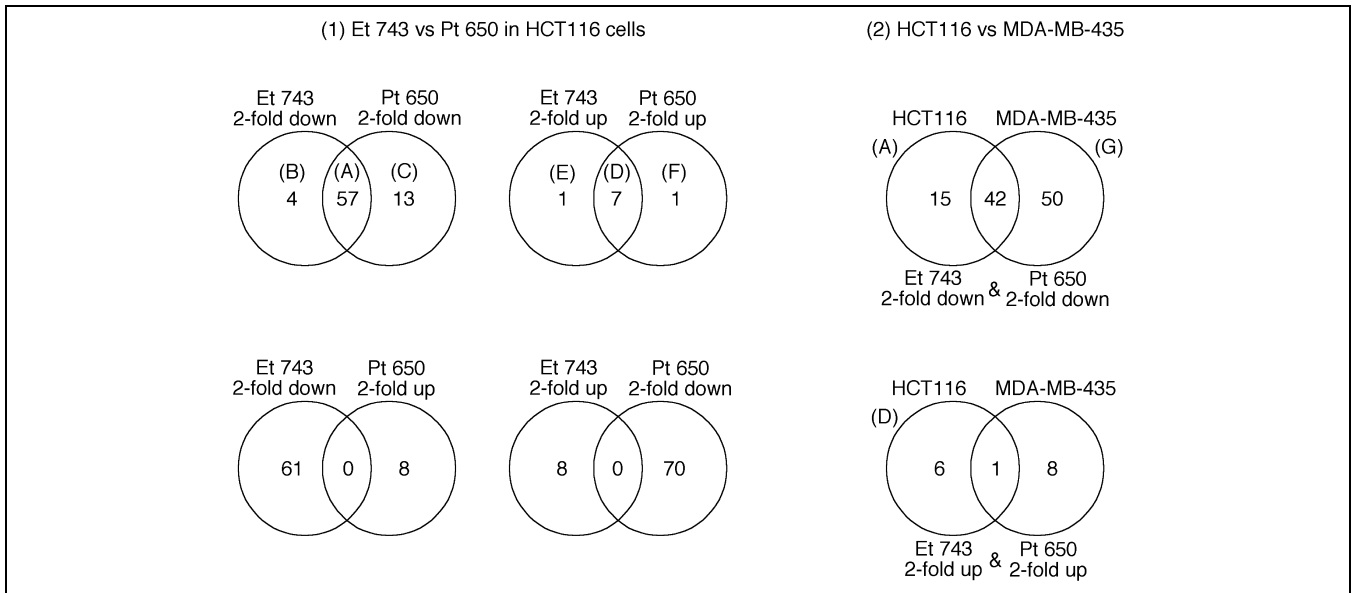 (1) Et 743 vs Pt 650 in HCT116 cells
(2) HCT116 vs MDA-MB-435
Et 743
2-fold down
Pt 650
2-fold down
(B)
(A)
(C)
4
57
13
Et 743
2-fold up
Pt 650
2-fold up
(E)
(D)
(F)
1
7
1
HCT116
MDA-MB-435
(A)
(G)
15
42
50
Et 743
2-fold down
&
Pt 650
2-fold down
Et 743
2-fold down
Pt 650
2-fold up
61
0
8
Et 743
2-fold up
Pt 650
2-fold down
8
0
70
HCT116
MDA-MB-435
(D)
6
1
8
Et 743
2-fold up
&
Pt 650
2-fold up